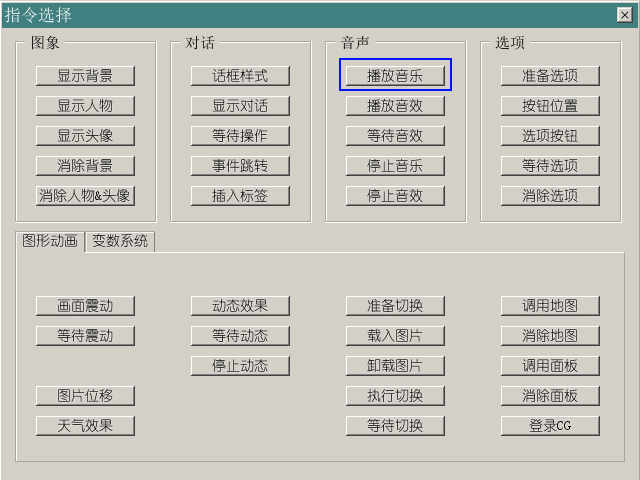 指令选择
图象
显示背景
显示人物
显示头像
消除背景
消除人物&头像
对话
话框样式
显示对话
等待操作
事件跳转
插入标签
音声
播放音乐
播放音效
等待音效
停止音乐
停止音效
选项
准备选项
按钮位置
选项按钮
等待选项
消除选项
图形动画 变数系统
画面震动
等待震动
图片位移
天气效果
动态效果
等待动态
停止动态
准备切换
载入图片
卸载图片
执行切换
等待切换
调用地图
消除地图
调用面板
消除面板
登录CG